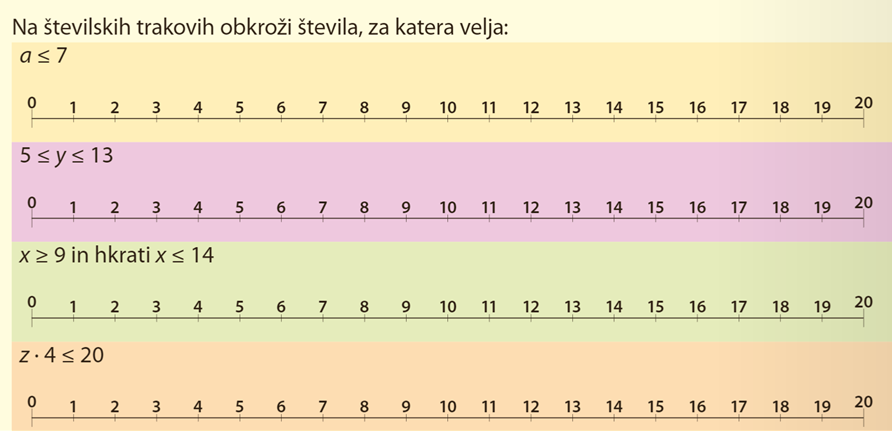 Na številskih trakovih obkroži števila, za katera velja:
a ≤ 7
0 1 2 3 4 5 6 7 8 9 10 11 12 13 14 15 16 17 18 19 20
5 ≤ y ≤ 13
0 1 2 3 4 5 6 7 8 9 10 11 12 13 14 15 16 17 18 19 20
x ≥ 9 in hkrati x ≤ 14
0 1 2 3 4 5 6 7 8 9 10 11 12 13 14 15 16 17 18 19 20
z · 4 ≤ 20
0 1 2 3 4 5 6 7 8 9 10 11 12 13 14 15 16 17 18 19 20